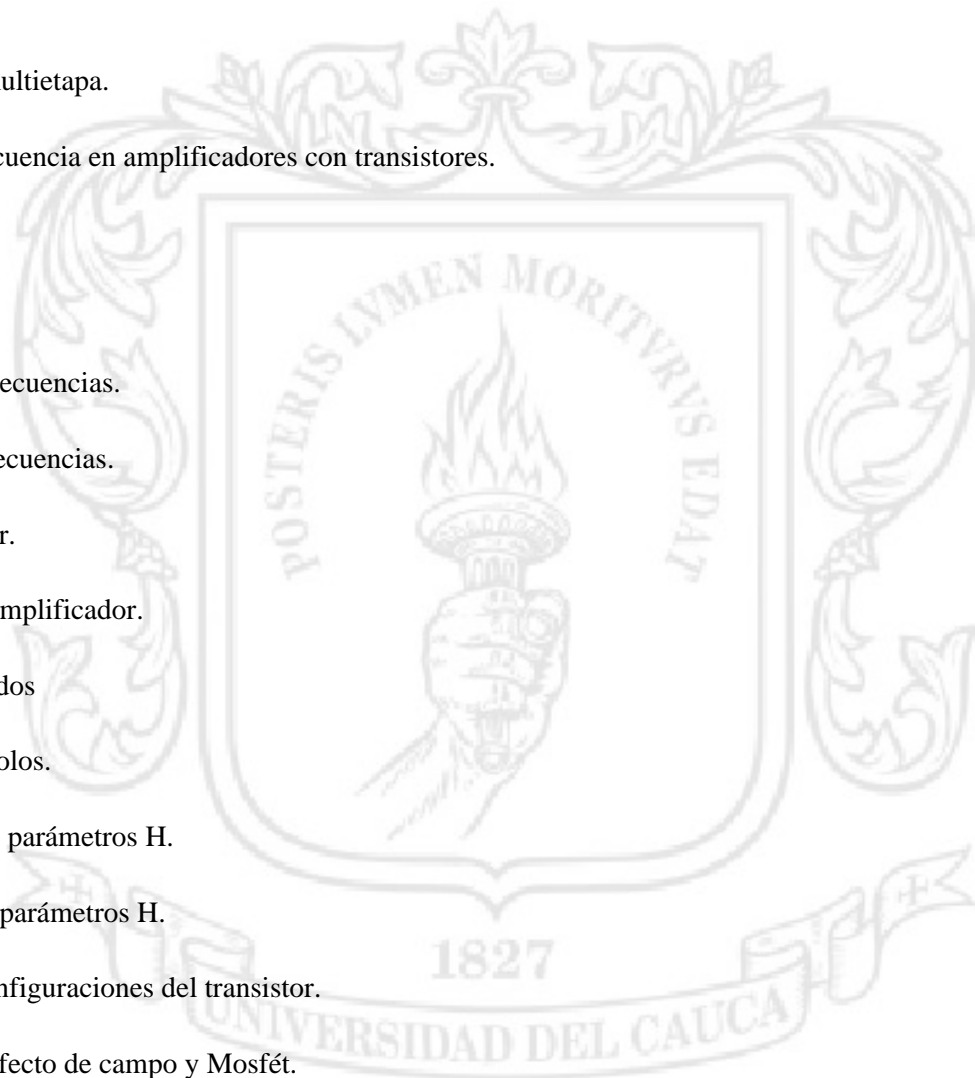 ultietapa.
cuencia en amplificadores con transistores.
POSTERIS LVMEN MORITVRVS EDAT
ecuencias.
ecuencias.
r.
mplificador.
dos
olos.
parámetros H.
parámetros H.
1827
nfiguraciones del transistor.
UNIVERSIDAD DEL CAUCA
fecto de campo y Mosfét.